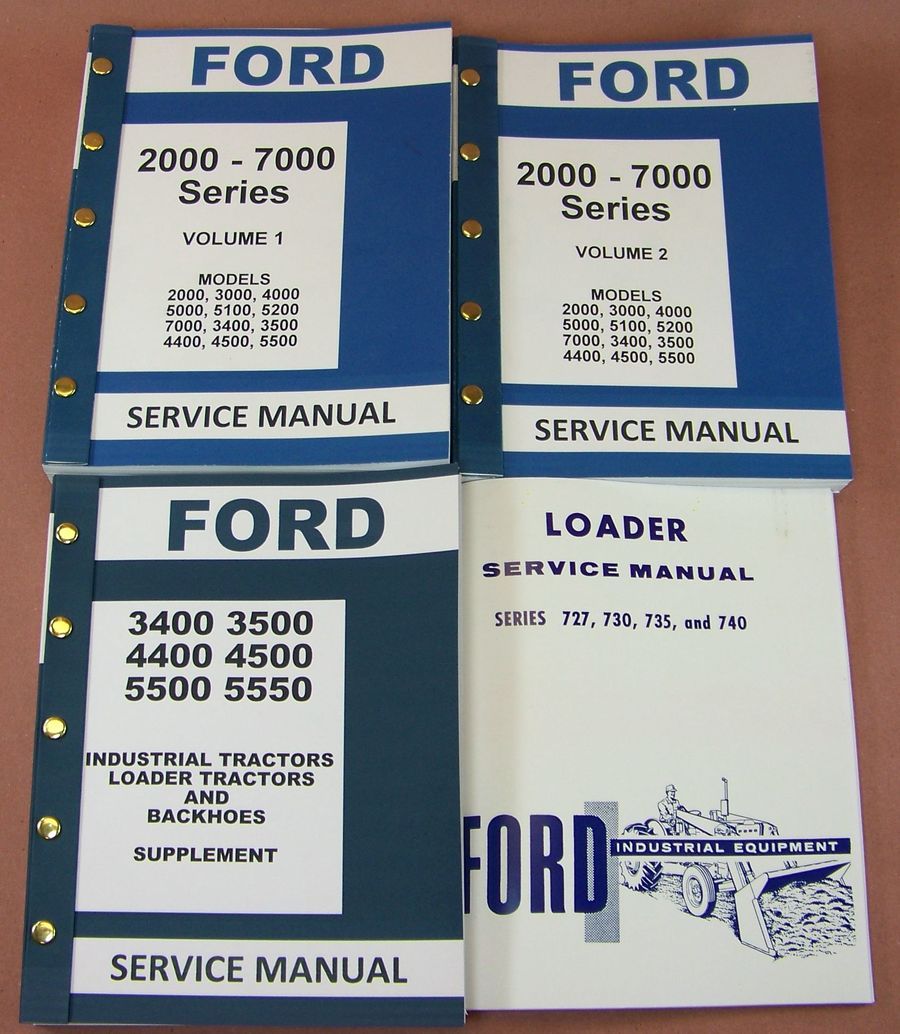 FORD
2000 - 7000
Series
VOLUME 1
MODELS
2000, 3000, 4000
5000, 5100, 5200
7000, 3400, 3500
4400, 4500, 5500
SERVICE MANUAL
FORD
2000 - 7000
Series
VOLUME 2
MODELS
2000, 3000, 4000
5000, 5100, 5200
7000, 3400, 3500
4400, 4500, 5500
SERVICE MANUAL
FORD
3400 3500
4400 4500
5500 5550
INDUSTRIAL TRACTORS
LOADER TRACTORS
AND
BACKHOES
SUPPLEMENT
SERVICE MANUAL
LOADER
SERVICE MANUAL
SERIES 727, 730, 735, and 740
FORD
INDUSTRIAL EQUIPMENT